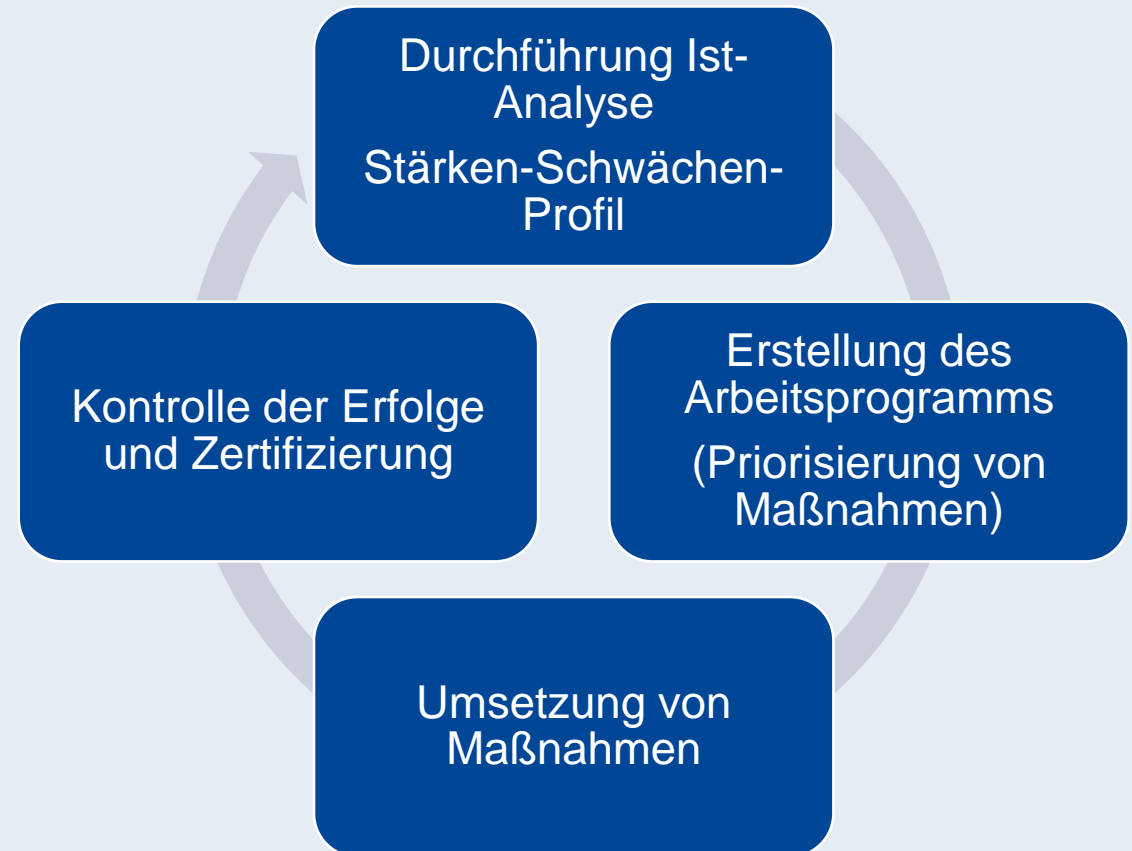 Durchführung Ist-
Analyse
Stärken-Schwächen-
Profil
Erstellung des
Arbeitsprogramms
(Priorisierung von
Maßnahmen)
Umsetzung von
Maßnahmen
Kontrolle der Erfolge
und Zertifizierung